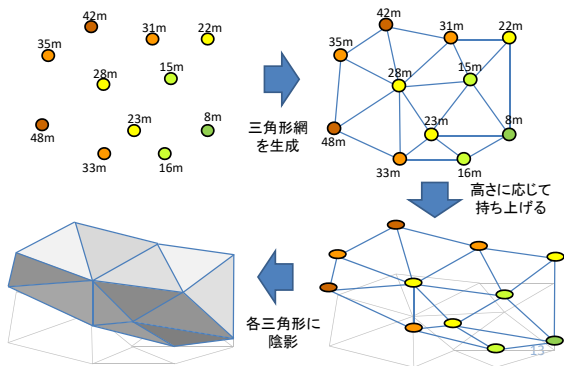 42m
31m
22m
35m
28m
15m
48m
23m
8m
33m
16m
三角形網
を生成
42m
31m
22m
35m
28m
15m
48m
23m
8m
33m
16m
高さに応じて
持ち上げる
各三角形に
陰影
13